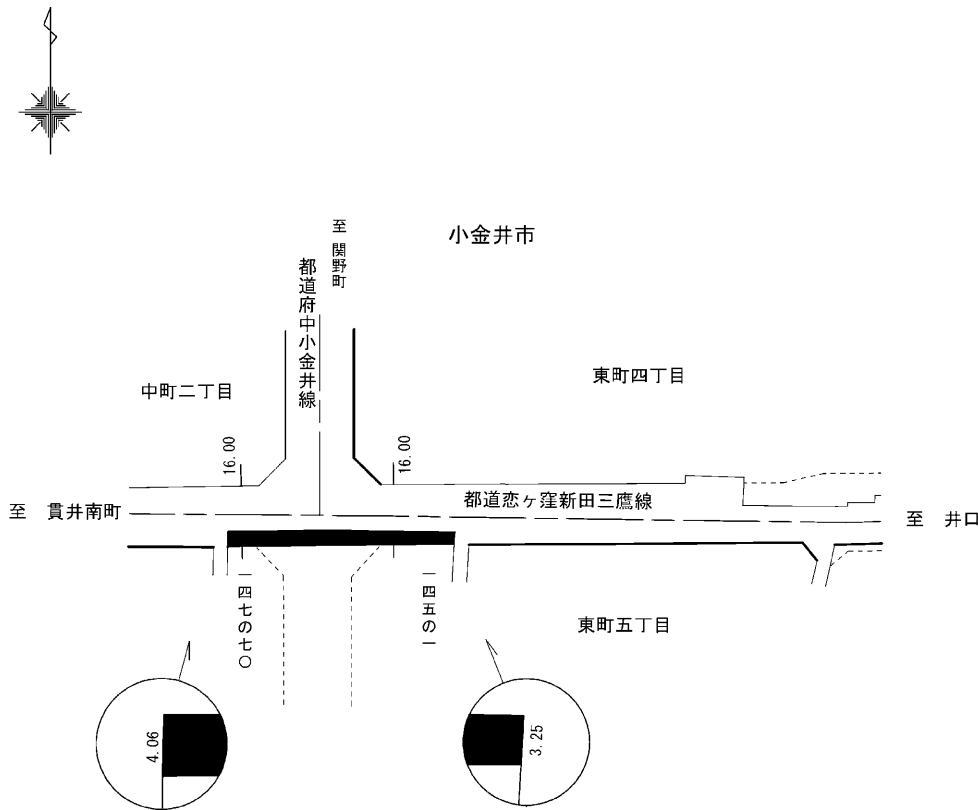 小金井市
至 関野町
都道府中小金井線
中町二丁目
東町四丁目
16.00
16.00
都道恋ヶ窪新田三鷹線
至 貫井南町
至 井口
一四七の七〇
一四五の一
東町五丁目
4.06
3.25